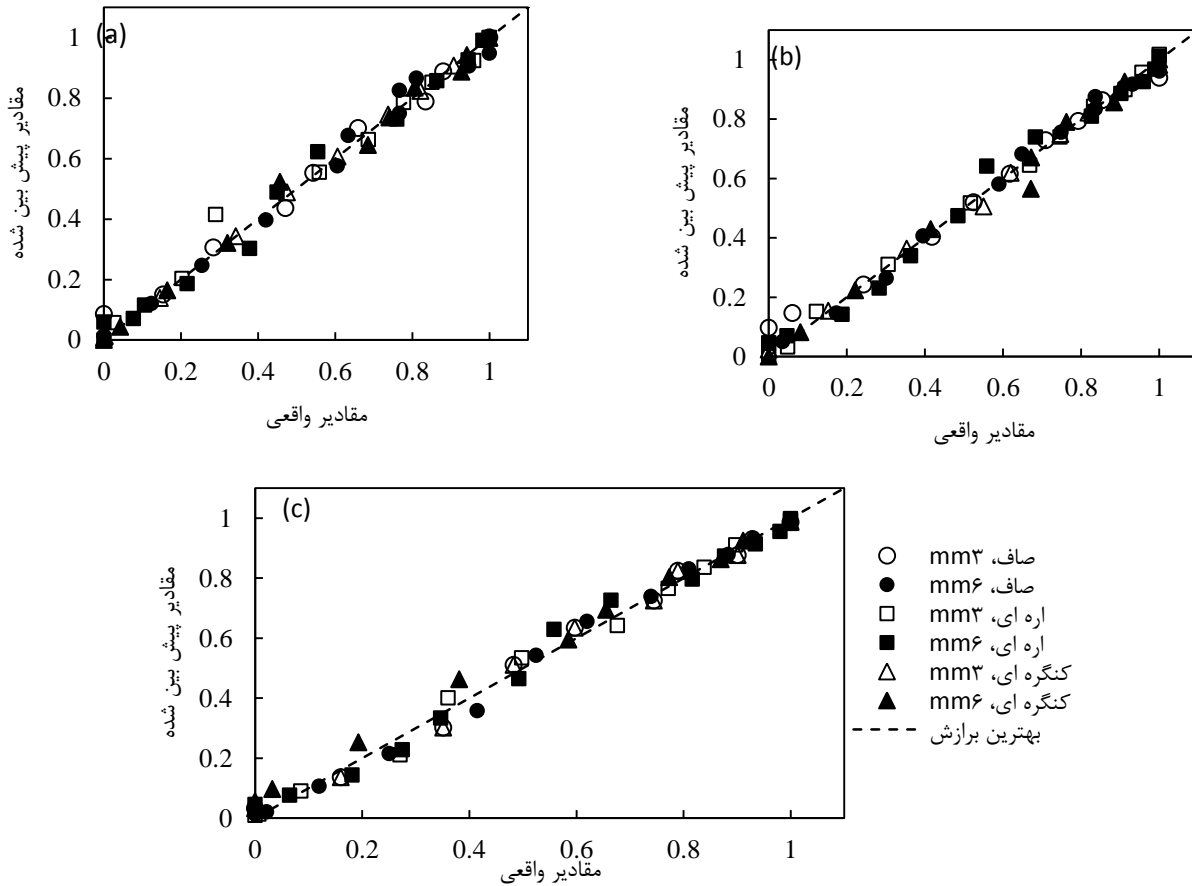 (a)
1
0.8
0.6
0.4
0.2
0
0 0.2 0.4 0.6 0.8 1
مقادیر پیش بین شده
مقادیر واقعی
(b)
1
0.8
0.6
0.4
0.2
0
0 0.2 0.4 0.6 0.8 1
مقادیر پیش بین شده
مقادیر واقعی
(c)
1
0.8
0.6
0.4
0.2
0
0 0.2 0.4 0.6 0.8 1
مقادیر پیش بین شده
مقادیر واقعی
صاف، mm۳
صاف، mm۶
اره ای، mm۳
اره ای، mm۶
کنگره ای، mm۳
کنگره ای، mm۶
بهترین برازش